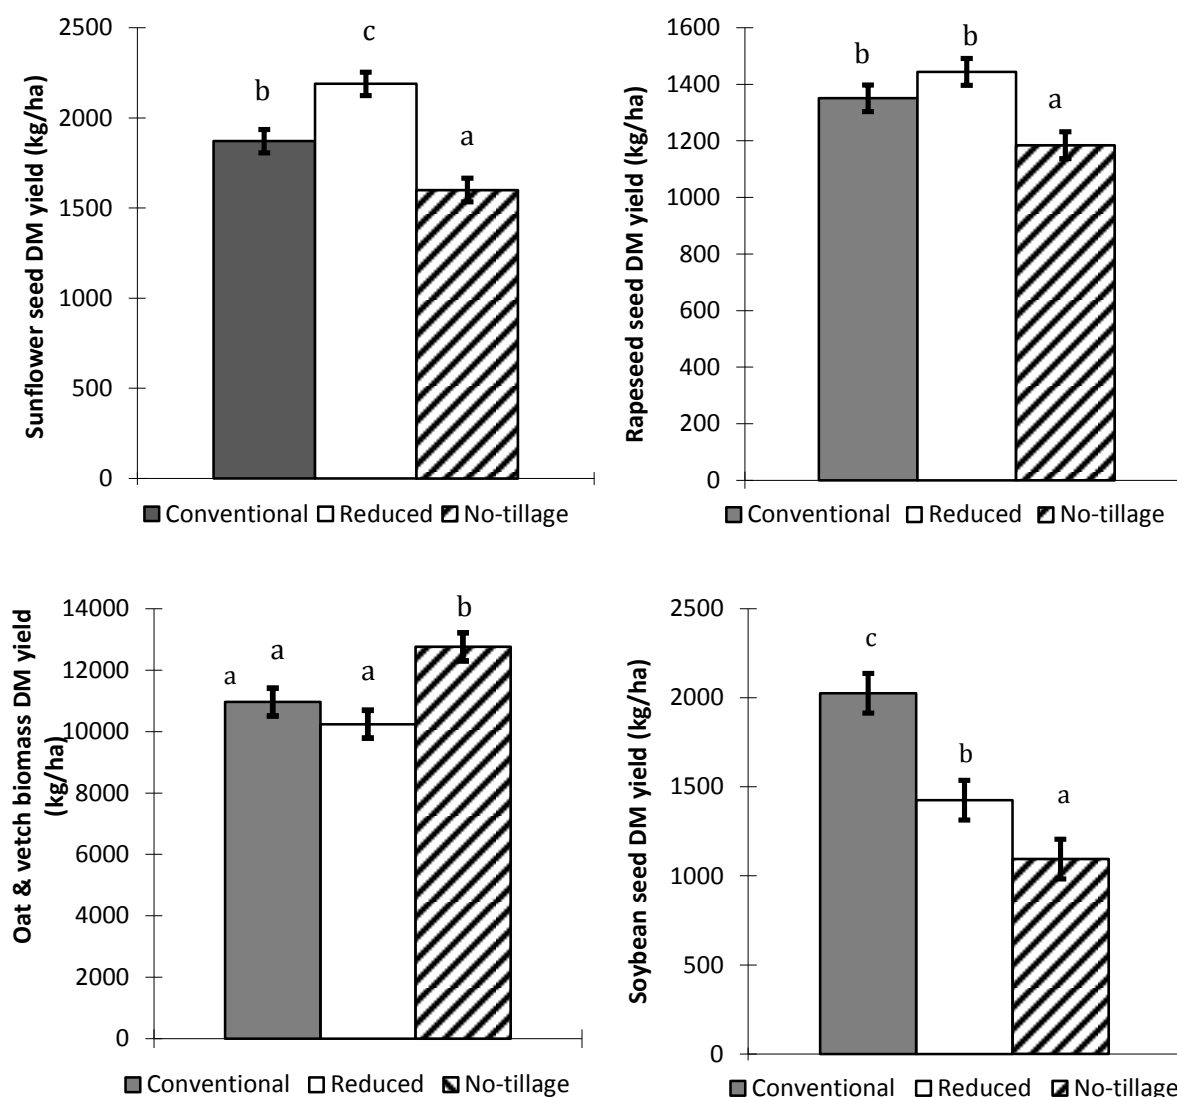 Sunflower seed DM yield (kg/ha)
2500
2000
1500
1000
500
0
b
c
a
Conventional Reduced No-tillage
Rapeseed seed DM yield (kg/ha)
1600
1400
1200
1000
800
600
400
200
0
b
b
a
Conventional Reduced No-tillage
Oat & vetch biomass DM yield
(kg/ha)
14000
12000
10000
8000
6000
4000
2000
0
a
a
a
b
Conventional Reduced No-tillage
Soybean seed DM yield (kg/ha)
2500
2000
1500
1000
500
0
c
b
a
Conventional Reduced No-tillage